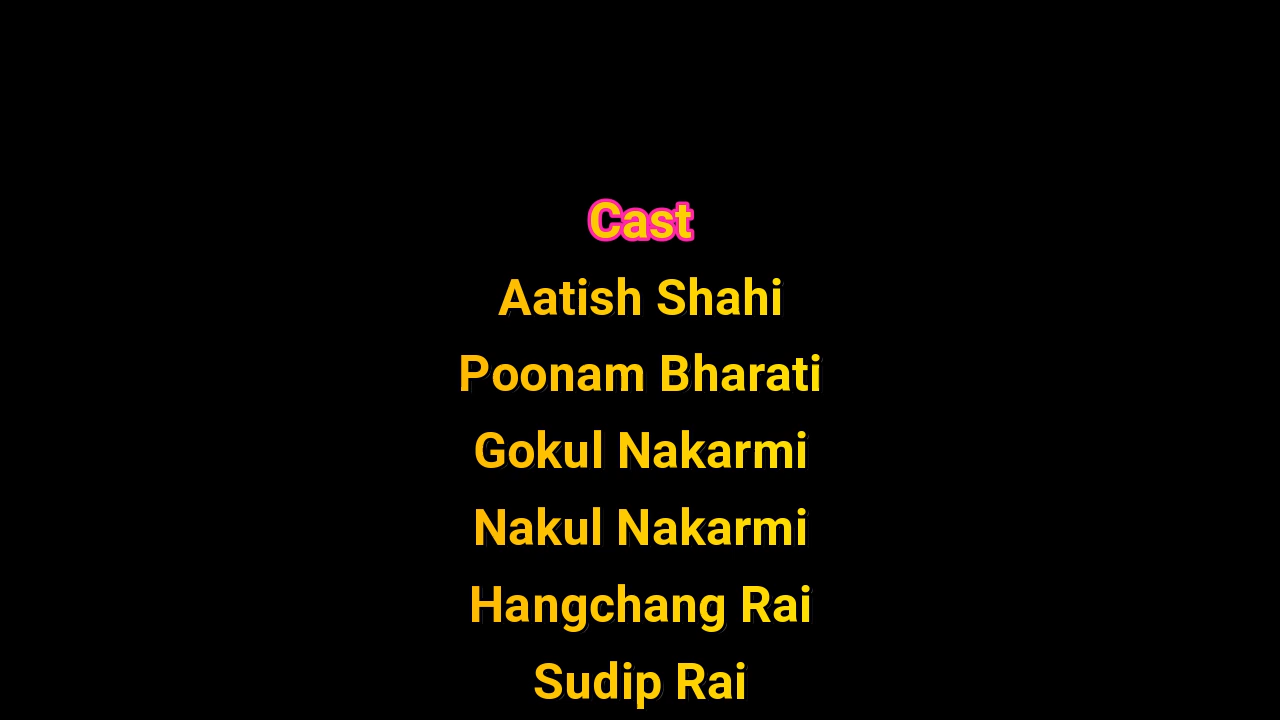 Cast
Aatish Shahi
Poonam Bharati
Gokul Nakarmi
Nakul Nakarmi
Hangchang Rai
Sudip Rai